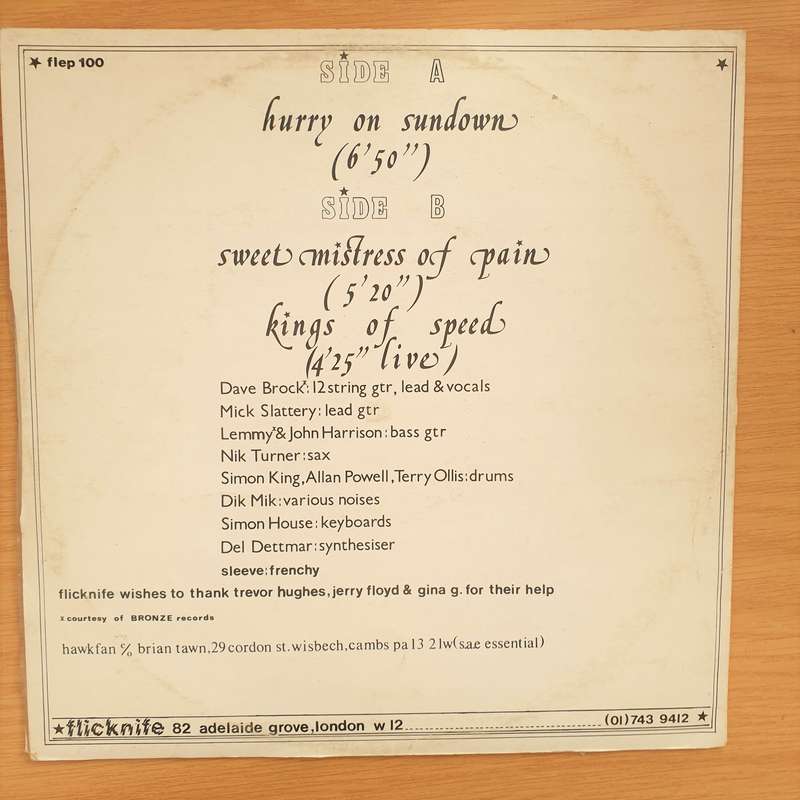 flep 100
SIDE A
hurry on sundown
(6'50")
SIDE B
sweet mistress of pain
(5'20")
kings of speed
(4'25" live)
Dave Brockˣ: 12 string gtr, lead & vocals
Mick Slattery: lead gtr
Lemmyˣ & John Harrison: bass gtr
Nik Turner: sax
Simon King, Allan Powell, Terry Ollis: drums
Dik Mik: various noises
Simon House: keyboards
Del Dettmar: synthesiser
sleeve: frenchy
flicknife wishes to thank trevor hughes, jerry floyd & gina g. for their help
x courtesy of BRONZE records
hawkfan c/o brian tawn, 29 cordon st. wisbech, cambs pa13 2lw (s.a.e essential)
flicknife 82 adelaide grove, london w12 (01) 743 9412